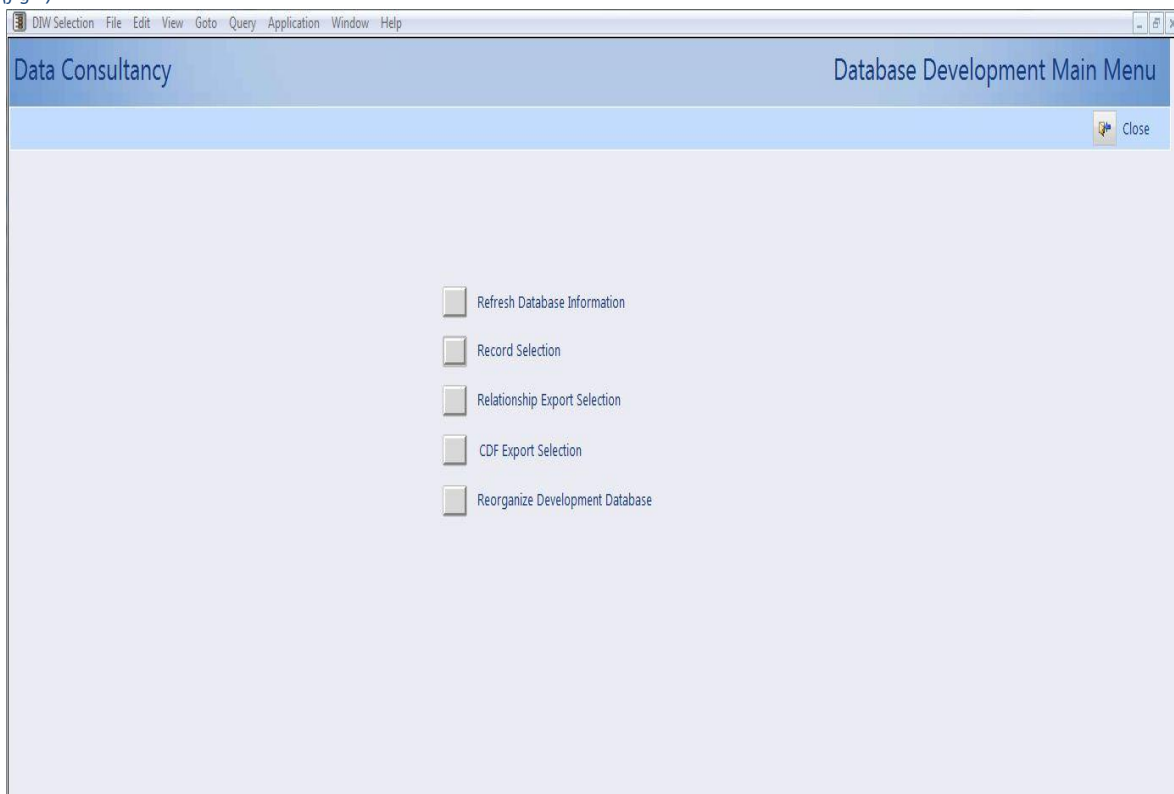 DIW Selection File Edit View Goto Query Application Window Help
Data Consultancy
Database Development Main Menu
Close
Refresh Database Information
Record Selection
Relationship Export Selection
CDF Export Selection
Reorganize Development Database